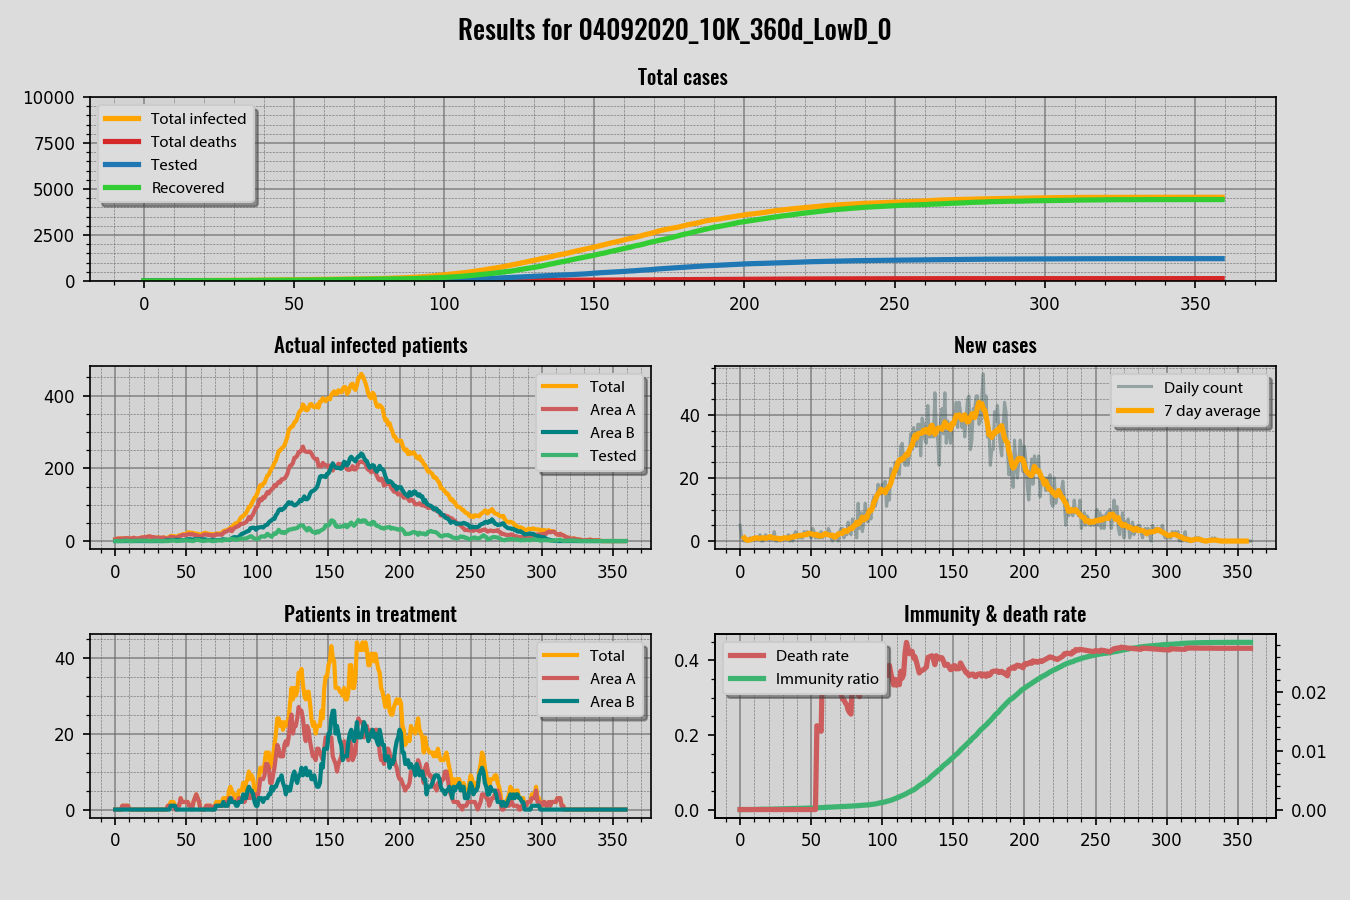 Results for 04092020_10K_360d_LowD_0
Total cases
10000
7500
5000
2500
0
Total infected
Total deaths
Tested
Recovered
0 50 100 150 200 250 300 350
Actual infected patients
400
200
0
Total
Area A
Area B
Tested
0 50 100 150 200 250 300 350
New cases
40
20
0
Daily count
7 day average
0 50 100 150 200 250 300 350
Patients in treatment
40
20
0
Total
Area A
Area B
0 50 100 150 200 250 300 350
Immunity & death rate
0.4
0.2
0.0
Death rate
Immunity ratio
0.02
0.01
0.00
0 50 100 150 200 250 300 350